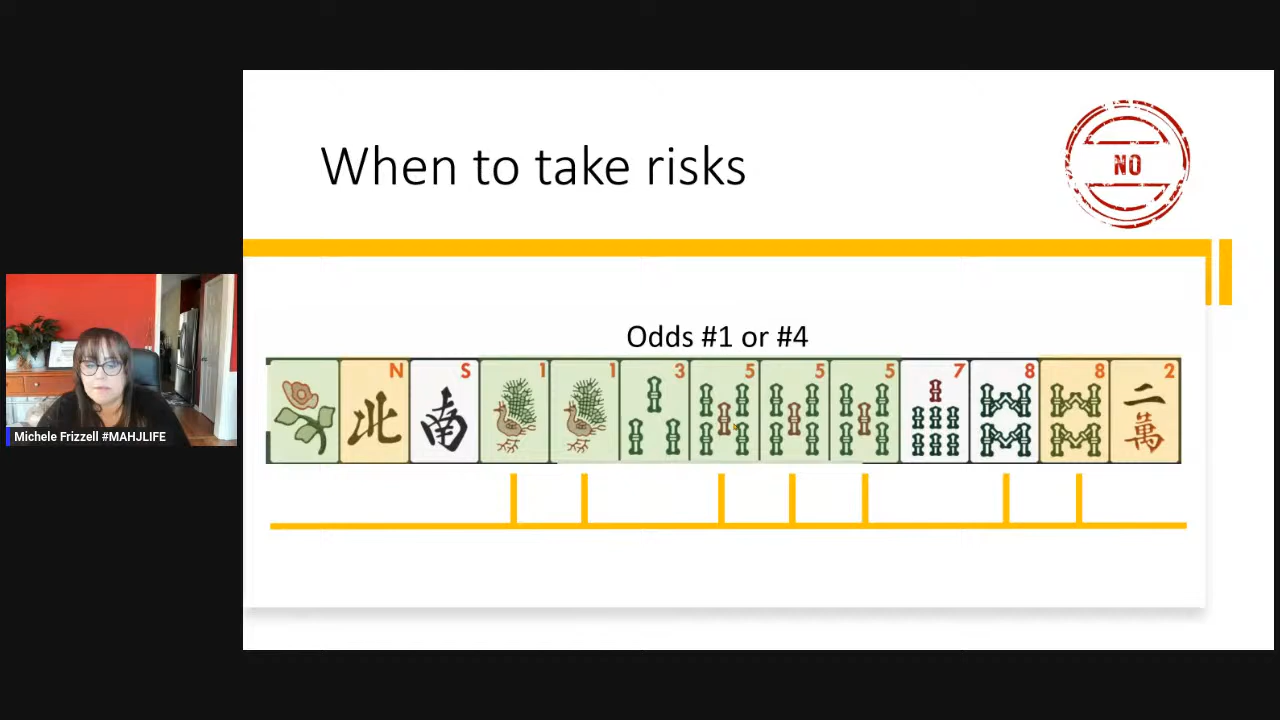 When to take risks
NO
Odds #1 or #4
N S 1 1 3 5 5 5 7 8 8 2
北 南 二萬
Michele Frizzell #MAHJLIFE